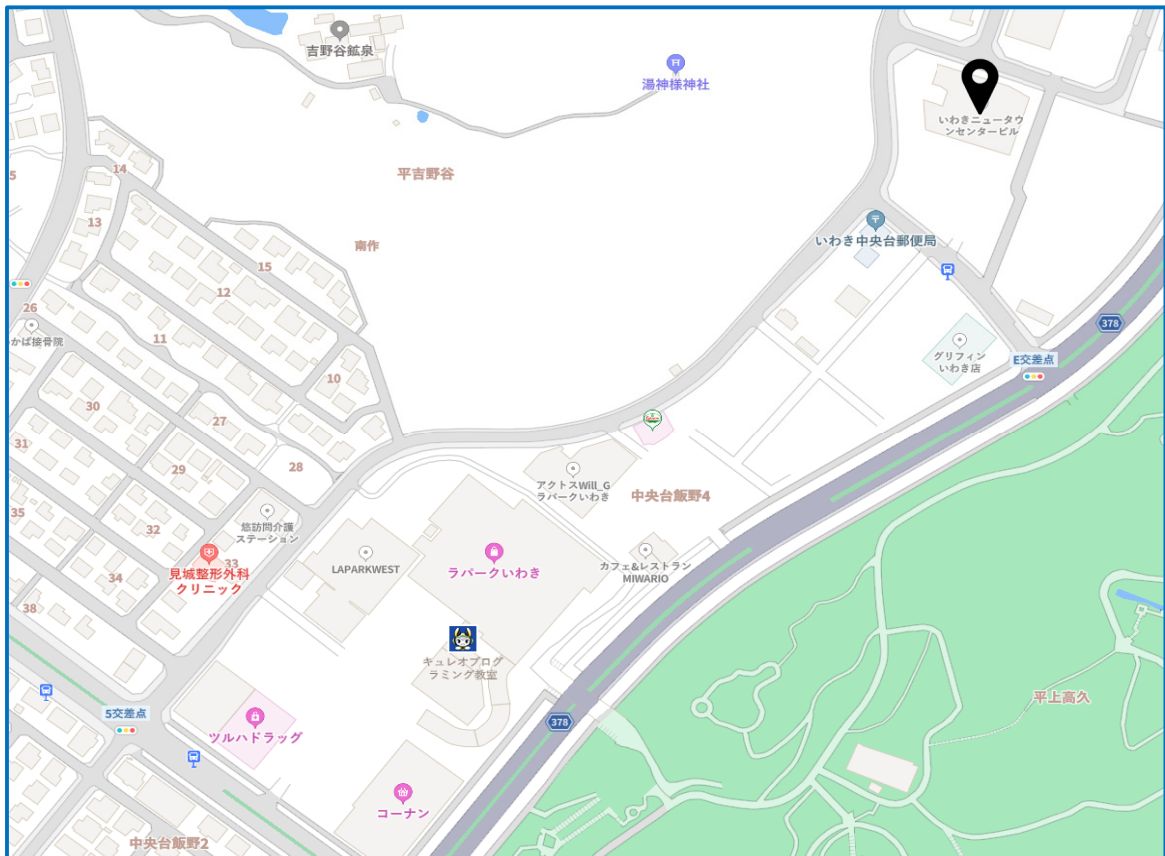 吉野谷鉱泉
湯神様神社
いわきニュータウ
ンセンタービル
14
5
平吉野谷
13
いわき中央台郵便局
南作
15
12
26
かば接骨院
11
378
グリフィン
いわき店
E交差点
10
30
27
31
29
28
アクトスWill_G
ラパークいわき
中央台飯野4
35
32
悠訪問介護
ステーション
33
見城整形外科
クリニック
34
LAPARKWEST
ラパークいわき
カフェ&レストラン
MIWARIO
38
キュレオプログ
ラミング教室
平上高久
5交差点
378
ツルハドラッグ
コーナン
中央台飯野2